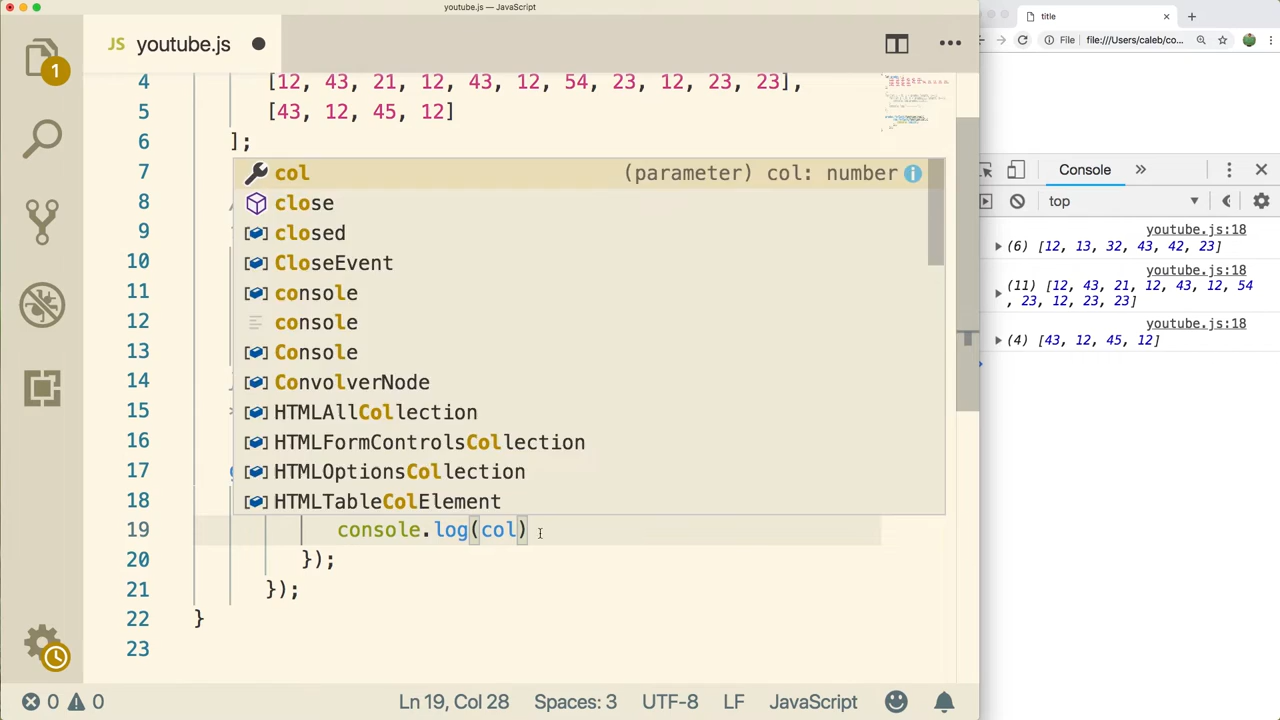 youtube.js — JavaScript
title
JS youtube.js
File file:///Users/caleb/co...
1
4 [12, 43, 21, 12, 43, 12, 54, 23, 12, 23, 23],
5 [43, 12, 45, 12]
6 ];
7
8
9
10
11
12
13
14
15
16
17
18
col (parameter) col: number
close
closed
CloseEvent
console
console
Console
ConvolverNode
HTMLAllCollection
HTMLFormControlsCollection
HTMLOptionsCollection
HTMLTableColElement
19 console.log(col)
20 });
21 });
22 }
23
Console
top
youtube.js:18
(6) [12, 13, 32, 43, 42, 23]
youtube.js:18
(11) [12, 43, 21, 12, 43, 12, 54
, 23, 12, 23, 23]
youtube.js:18
(4) [43, 12, 45, 12]
0 0 Ln 19, Col 28 Spaces: 3 UTF-8 LF JavaScript